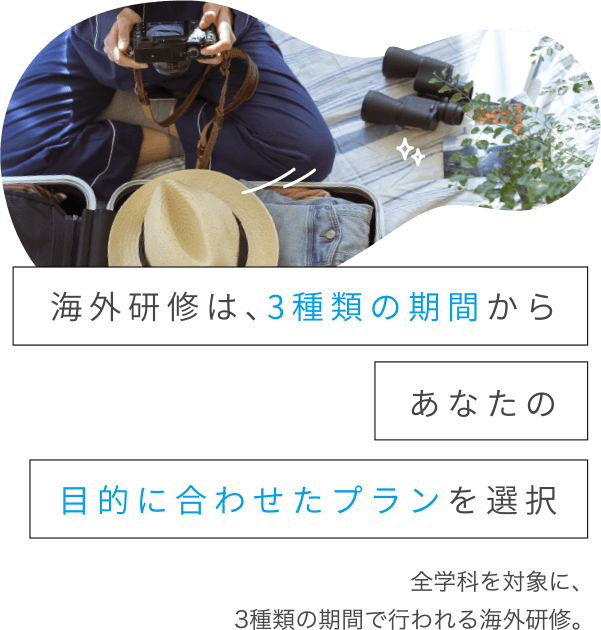 海外研修は、3種類の期間から
あなたの
目的に合わせたプランを選択
全学科を対象に、
3種類の期間で行われる海外研修。